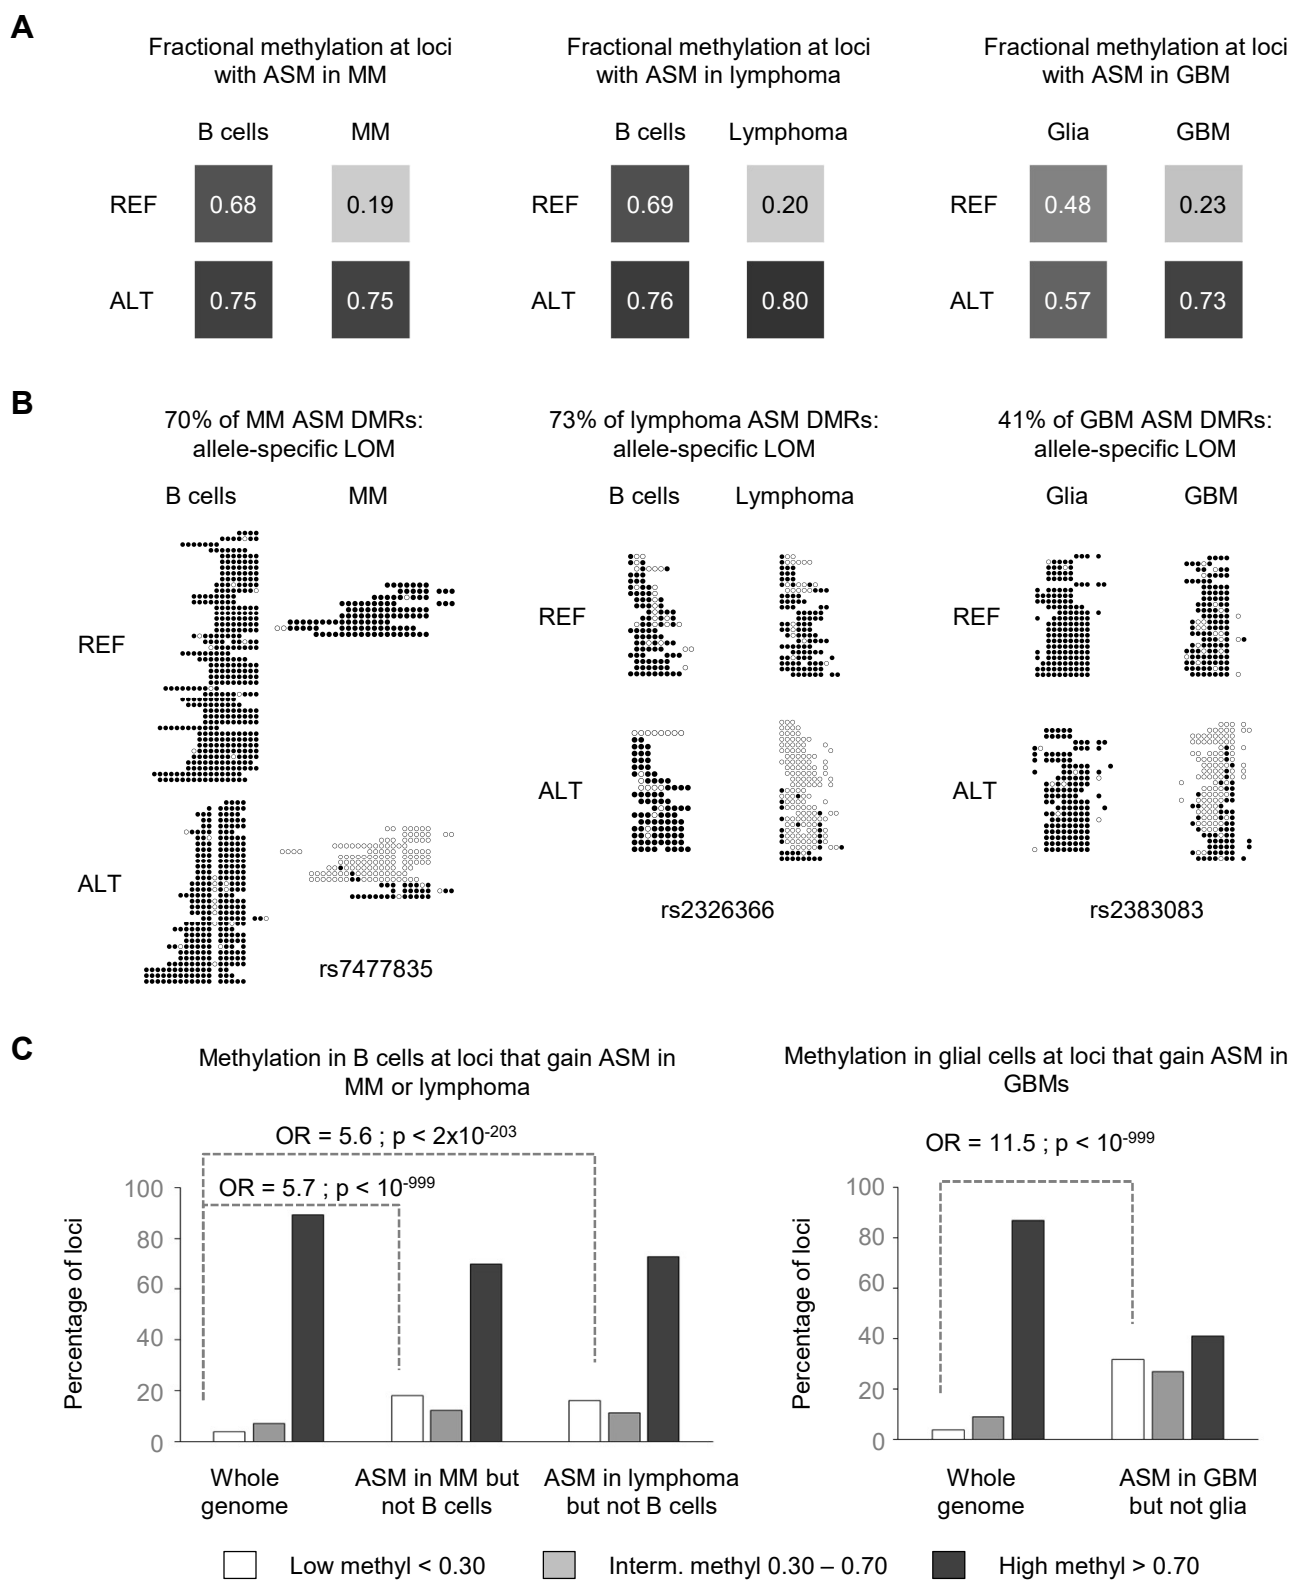 A
Fractional methylation at loci
with ASM in MM
Fractional methylation at loci
with ASM in lymphoma
Fractional methylation at loci
with ASM in GBM
B cells MM
B cells Lymphoma
Glia GBM
REF 0.68 0.19
REF 0.69 0.20
REF 0.48 0.23
ALT 0.75 0.75
ALT 0.76 0.80
ALT 0.57 0.73
B
70% of MM ASM DMRs:
allele-specific LOM
73% of lymphoma ASM DMRs:
allele-specific LOM
41% of GBM ASM DMRs:
allele-specific LOM
B cells MM
B cells Lymphoma
Glia GBM
REF
REF
REF
ALT
ALT
ALT
rs7477835
rs2326366
rs2383083
C
Methylation in B cells at loci that gain ASM in
MM or lymphoma
OR = 5.6 ; p < 2x10-203
OR = 5.7 ; p < 10-999
Percentage of loci
100
80
60
40
20
0
Whole
genome
ASM in MM but
not B cells
ASM in lymphoma
but not B cells
Methylation in glial cells at loci that gain ASM in
GBMs
OR = 11.5 ; p < 10-999
Percentage of loci
100
80
60
40
20
0
Whole
genome
ASM in GBM
but not glia
Low methyl < 0.30
Interm. methyl 0.30 – 0.70
High methyl > 0.70